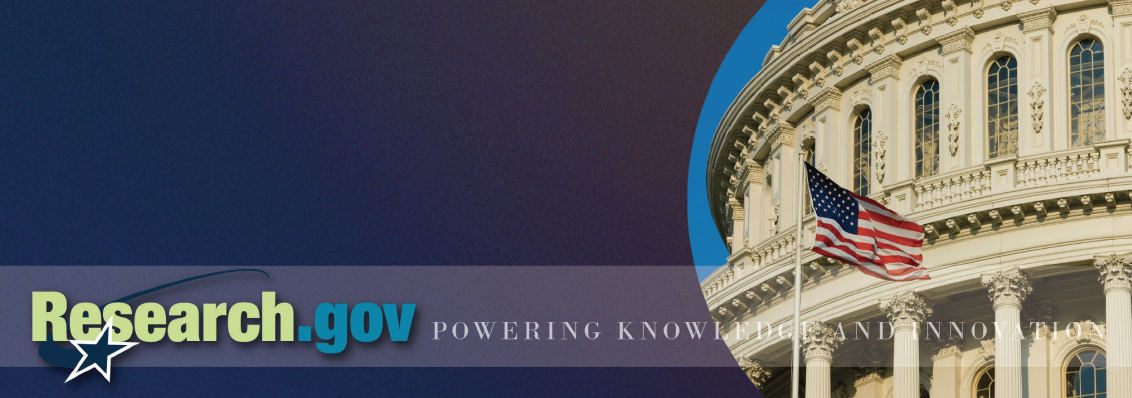 Research.gov POWERING KNOWLEDGE AND INNOVATION